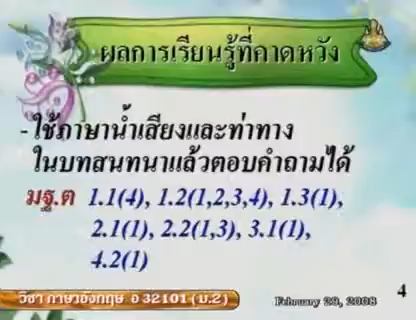 ผลการเรียนรู้ที่คาดหวัง
-ใช้ภาษาน้ำเสียงและท่าทาง
ในบทสนทนาแล้วตอบคำถามได้
มฐ.ต 1.1(4), 1.2(1,2,3,4), 1.3(1),
2.1(1), 2.2(1,3), 3.1(1),
4.2(1)
วิชา ภาษาอังกฤษ อ 32101 (ม.2)
February 29, 2008
4